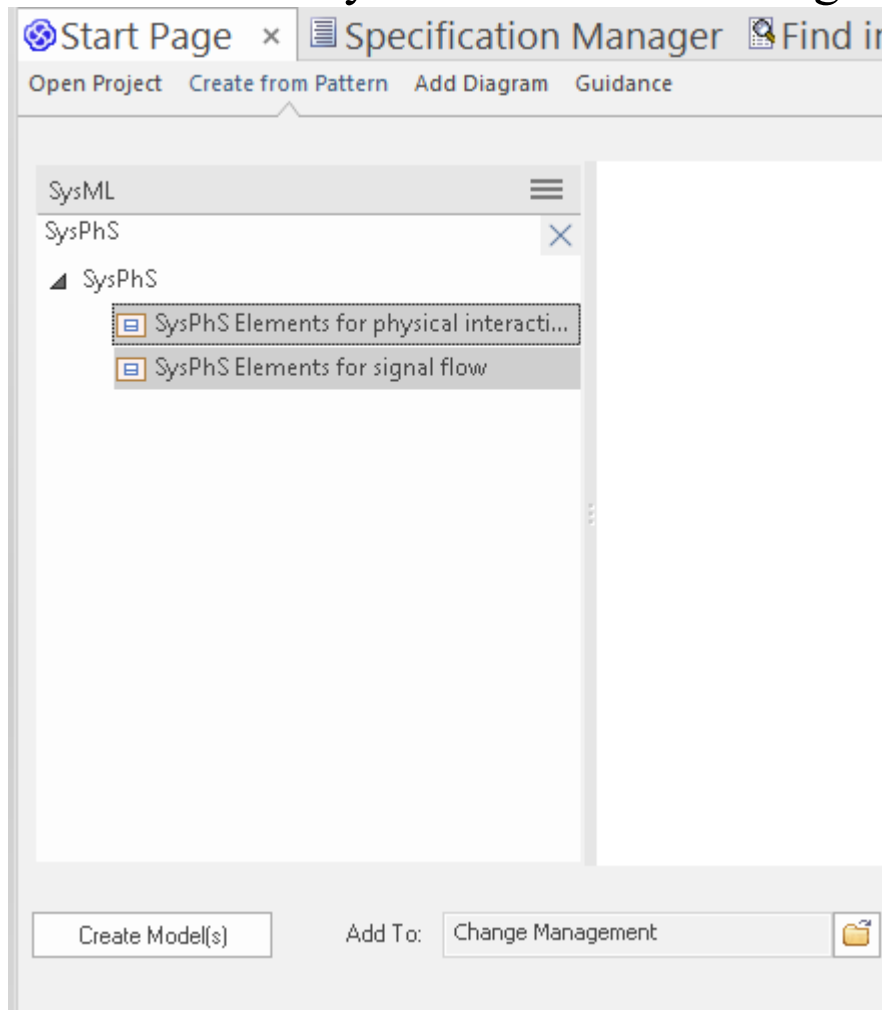 Start Page × Specification Manager Find in
Open Project Create from Pattern Add Diagram Guidance
SysML
SysPhS
SysPhS
SysPhS Elements for physical interacti...
SysPhS Elements for signal flow
Create Model(s) Add To: Change Management